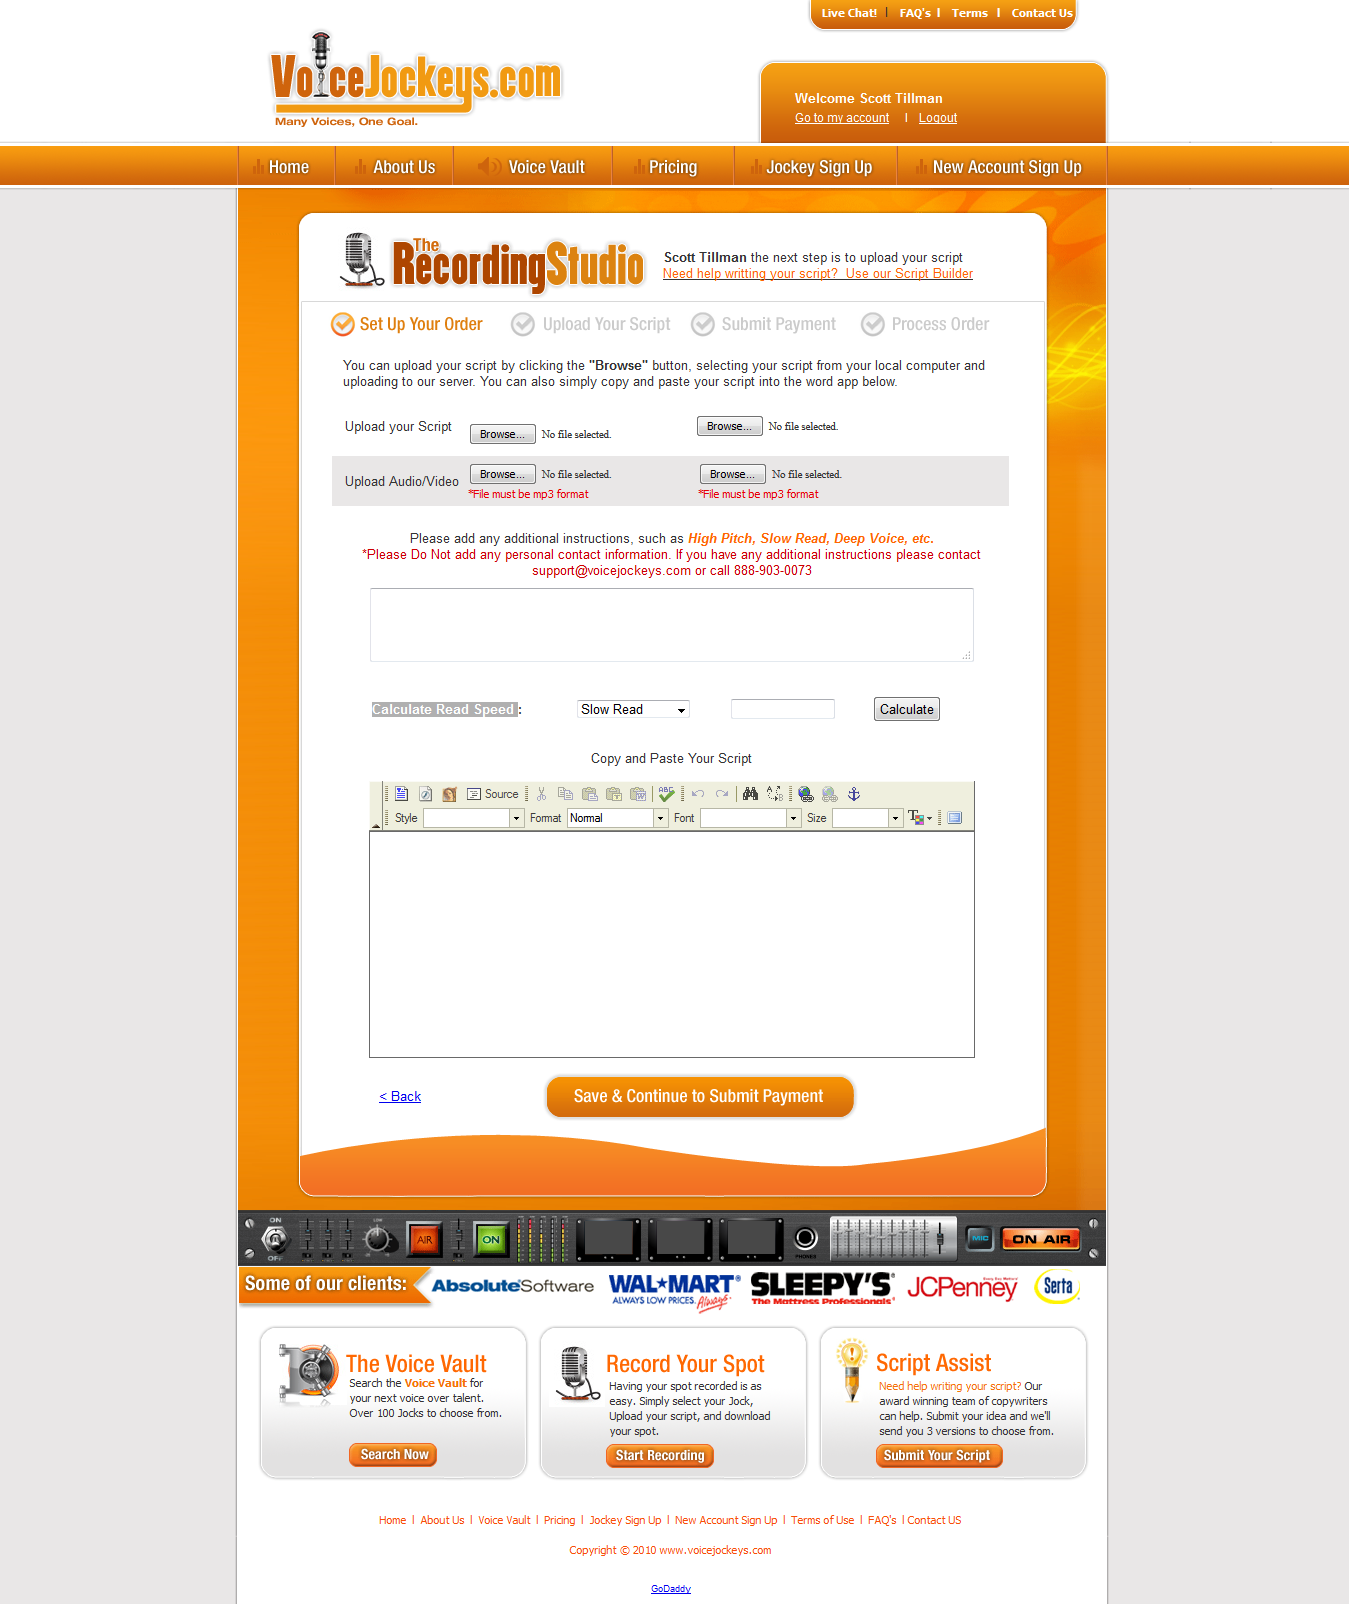 Live Chat! | FAQ's | Terms | Contact Us
VoiceJockeys.com
Many Voices, One Goal.
Welcome Scott Tillman
Go to my account | Logout
Home About Us Voice Vault Pricing Jockey Sign Up New Account Sign Up
The
RecordingStudio
Scott Tillman the next step is to upload your script
Need help writting your script? Use our Script Builder
Set Up Your Order Upload Your Script Submit Payment Process Order
You can upload your script by clicking the "Browse" button, selecting your script from your local computer and
uploading to our server. You can also simply copy and paste your script into the word app below.
Upload your Script Browse... No file selected. Browse... No file selected.
Upload Audio/Video Browse... No file selected. Browse... No file selected.
*File must be mp3 format *File must be mp3 format
Please add any additional instructions, such as High Pitch, Slow Read, Deep Voice, etc.
*Please Do Not add any personal contact information. If you have any additional instructions please contact
support@voicejockeys.com or call 888-903-0073
Calculate Read Speed : Slow Read Calculate
Copy and Paste Your Script
Source ABC
Style Format Normal Font Size
< Back Save & Continue to Submit Payment
ON
OFF
AIR ON PHONES MIC ON AIR
Some of our clients: Absolute Software WAL★MART SLEEPY'S JCPenney Serta
ALWAYS LOW PRICES. Always. The Mattress Professionals
The Voice Vault
Search the Voice Vault for
your next voice over talent.
Over 100 Jocks to choose from.
Search Now
Record Your Spot
Having your spot recorded is as
easy. Simply select your Jock,
Upload your script, and download
your spot.
Start Recording
Script Assist
Need help writing your script? Our
award winning team of copywriters
can help. Submit your idea and we'll
send you 3 versions to choose from.
Submit Your Script
Home | About Us | Voice Vault | Pricing | Jockey Sign Up | New Account Sign Up | Terms of Use | FAQ's | Contact US
Copyright © 2010 www.voicejockeys.com
GoDaddy